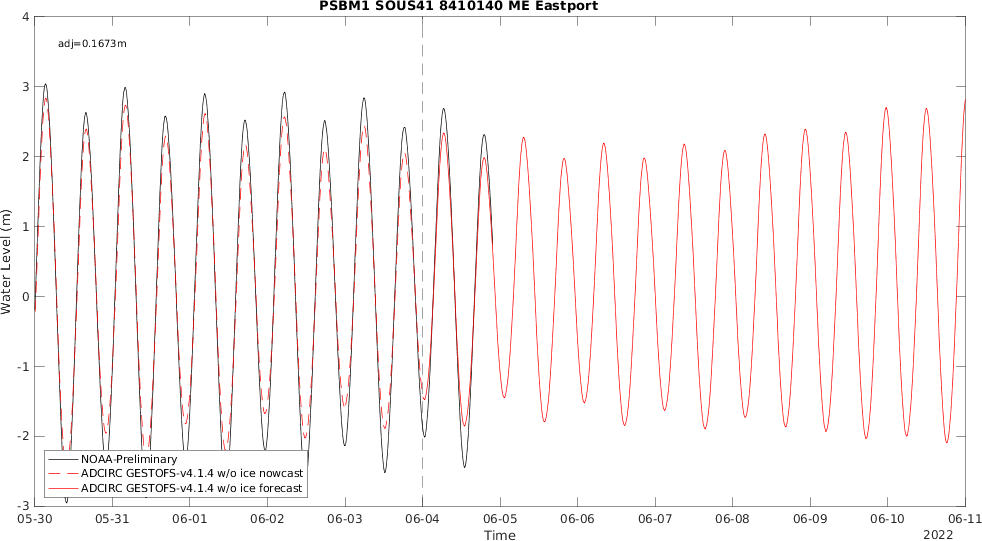 PSBM1 SOUS41 8410140 ME Eastport
adj=0.1673m
4
3
2
1
0
-1
-2
-3
Water Level (m)
NOAA-Preliminary
ADCIRC GESTOFS-v4.1.4 w/o ice nowcast
ADCIRC GESTOFS-v4.1.4 w/o ice forecast
05-30 05-31 06-01 06-02 06-03 06-04 06-05 06-06 06-07 06-08 06-09 06-10 06-11
Time
2022